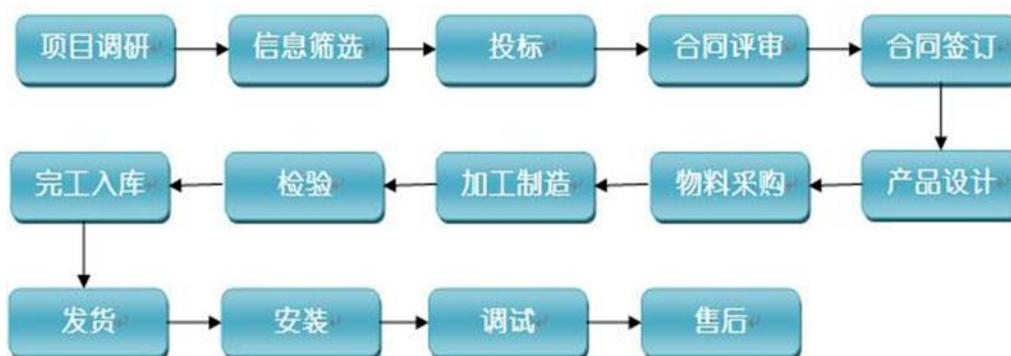 项目调研
信息筛选
投标
合同评审
合同签订
产品设计
物料采购
加工制造
检验
完工入库
发货
安装
调试
售后